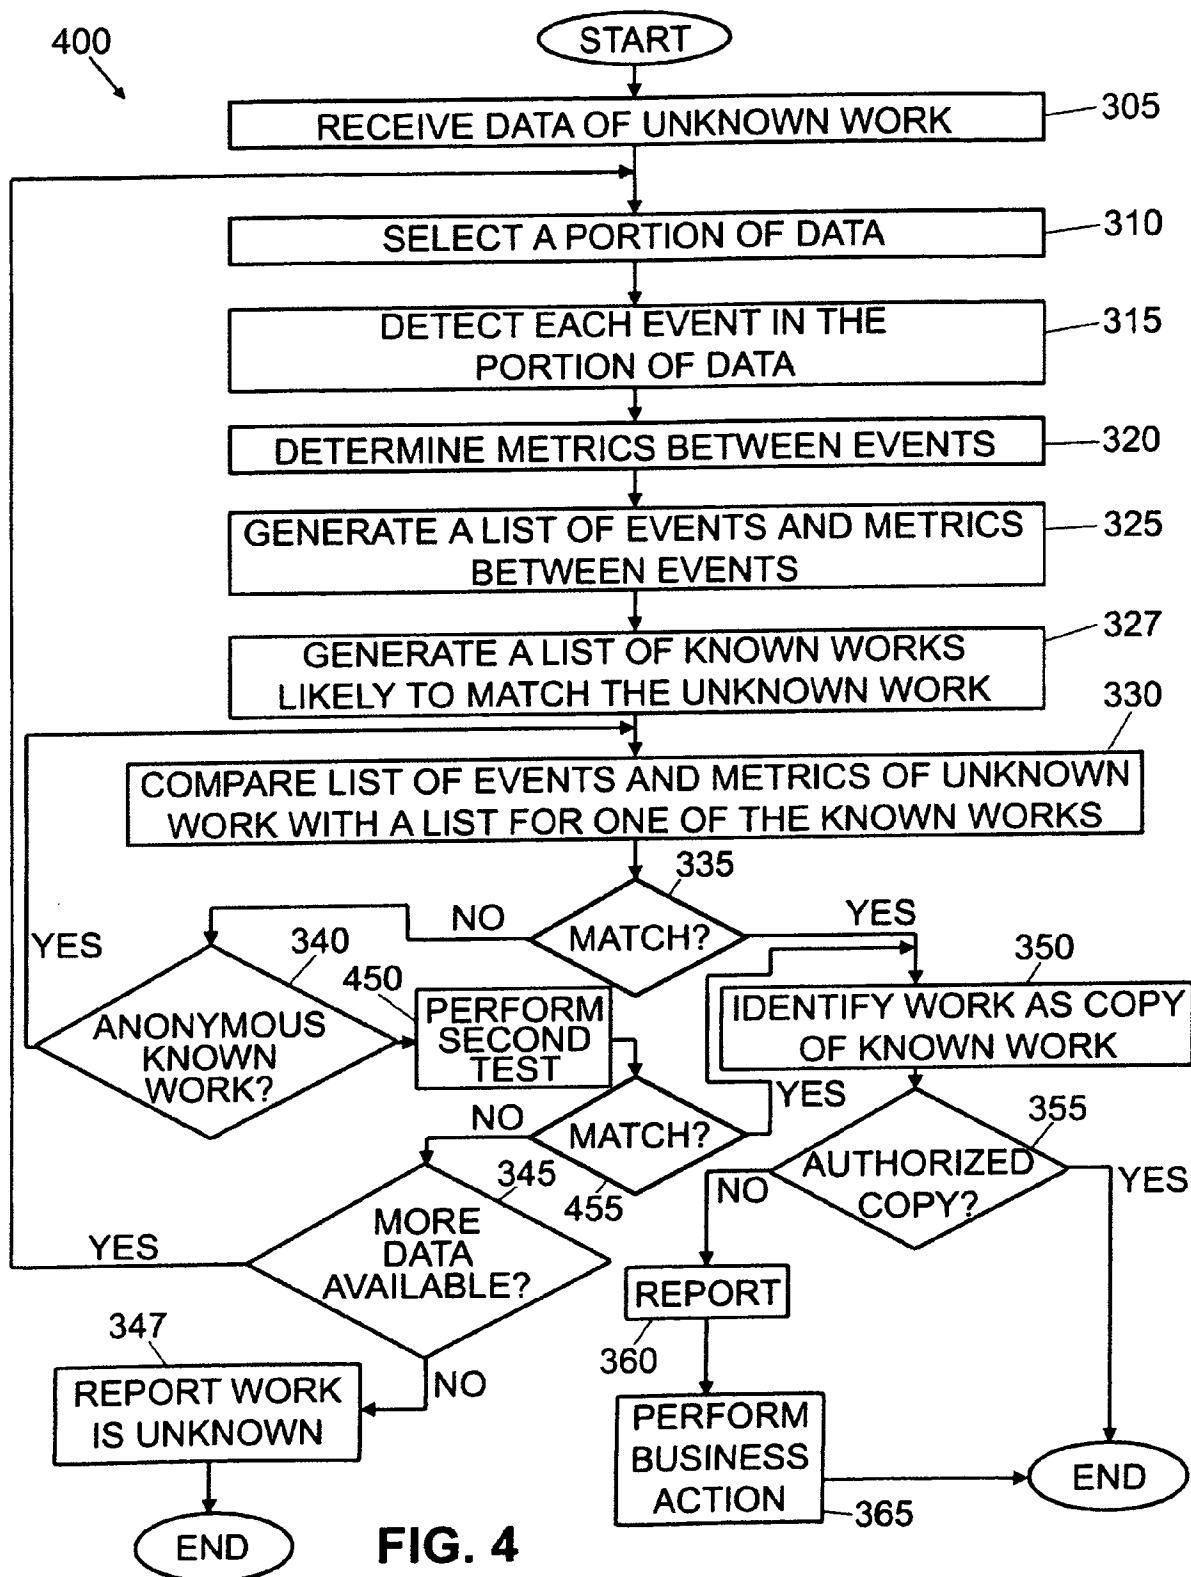 400
START
RECEIVE DATA OF UNKNOWN WORK
305
SELECT A PORTION OF DATA
310
DETECT EACH EVENT IN THE
PORTION OF DATA
315
DETERMINE METRICS BETWEEN EVENTS
320
GENERATE A LIST OF EVENTS AND METRICS
BETWEEN EVENTS
325
GENERATE A LIST OF KNOWN WORKS
LIKELY TO MATCH THE UNKNOWN WORK
327
330
COMPARE LIST OF EVENTS AND METRICS OF UNKNOWN
WORK WITH A LIST FOR ONE OF THE KNOWN WORKS
335
MATCH?
NO
YES
YES
340
ANONYMOUS
KNOWN
WORK?
450
PERFORM
SECOND
TEST
350
IDENTIFY WORK AS COPY
OF KNOWN WORK
MATCH?
455
NO
YES
355
AUTHORIZED
COPY?
NO
YES
345
MORE
DATA
AVAILABLE?
YES
NO
REPORT
360
347
REPORT WORK
IS UNKNOWN
PERFORM
BUSINESS
ACTION
365
END
END
FIG. 4